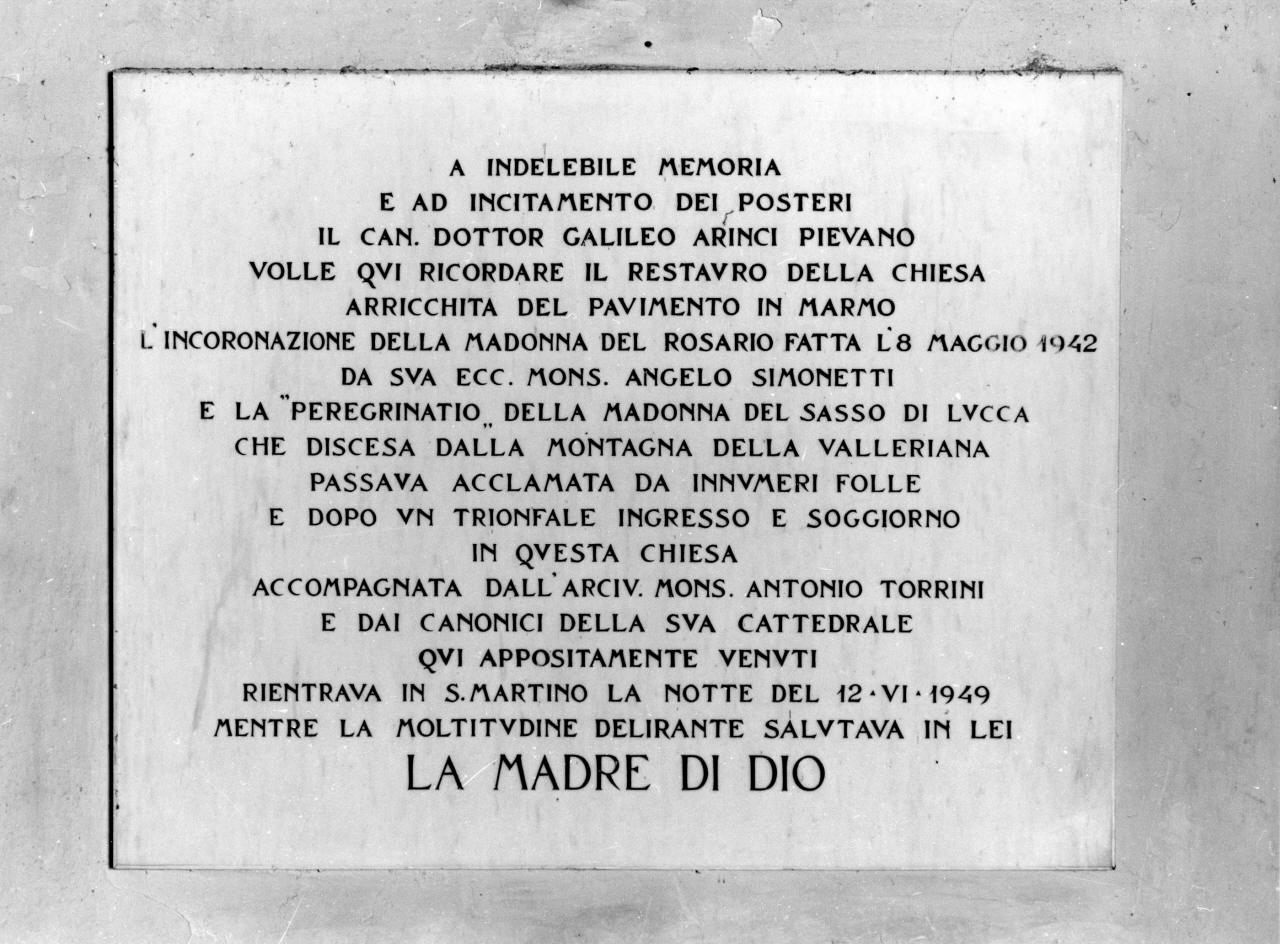 A INDELEBILE MEMORIA
E AD INCITAMENTO DEI POSTERI
IL CAN. DOTTOR GALILEO ARINCI PIEVANO
VOLLE QVI RICORDARE IL RESTAVRO DELLA CHIESA
ARRICCHITA DEL PAVIMENTO IN MARMO
L'INCORONAZIONE DELLA MADONNA DEL ROSARIO FATTA L'8 MAGGIO 1942
DA SVA ECC. MONS. ANGELO SIMONETTI
E LA "PEREGRINATIO„ DELLA MADONNA DEL SASSO DI LVCCA
CHE DISCESA DALLA MONTAGNA DELLA VALLERIANA
PASSAVA ACCLAMATA DA INNVMERI FOLLE
E DOPO VN TRIONFALE INGRESSO E SOGGIORNO
IN QVESTA CHIESA
ACCOMPAGNATA DALL'ARCIV. MONS. ANTONIO TORRINI
E DAI CANONICI DELLA SVA CATTEDRALE
QVI APPOSITAMENTE VENVTI
RIENTRAVA IN S. MARTINO LA NOTTE DEL 12·VI·1949
MENTRE LA MOLTITVDINE DELIRANTE SALVTAVA IN LEI
LA MADRE DI DIO